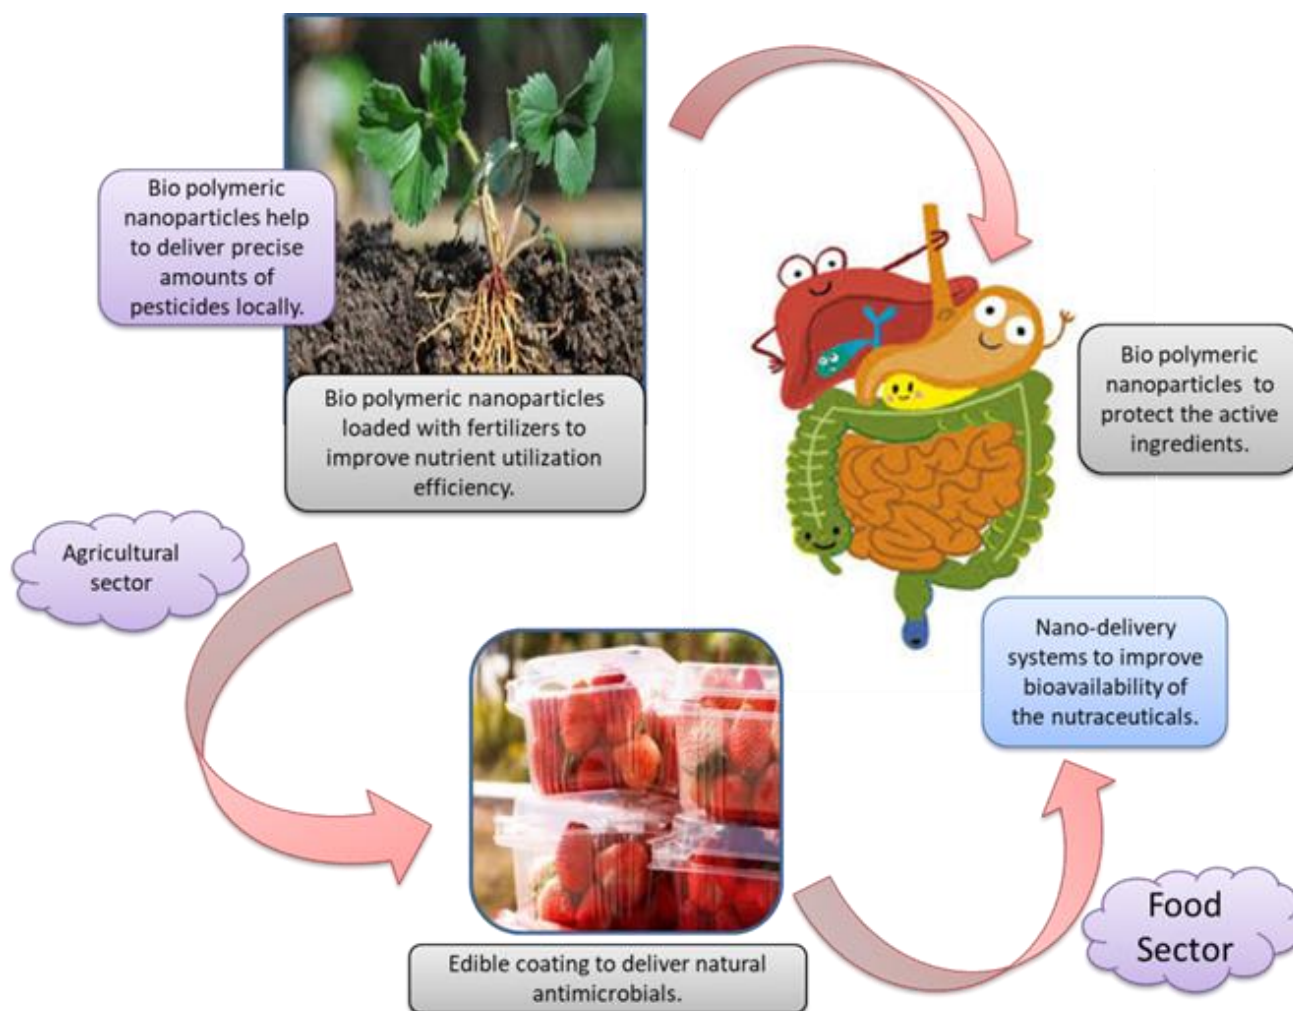 Bio polymeric
nanoparticles help
to deliver precise
amounts of
pesticides locally.
Bio polymeric nanoparticles
loaded with fertilizers to
improve nutrient utilization
efficiency.
Bio polymeric
nanoparticles to
protect the active
ingredients.
Agricultural
sector
Nano-delivery
systems to improve
bioavailability of
the nutraceuticals.
Food
Sector
Edible coating to deliver natural
antimicrobials.